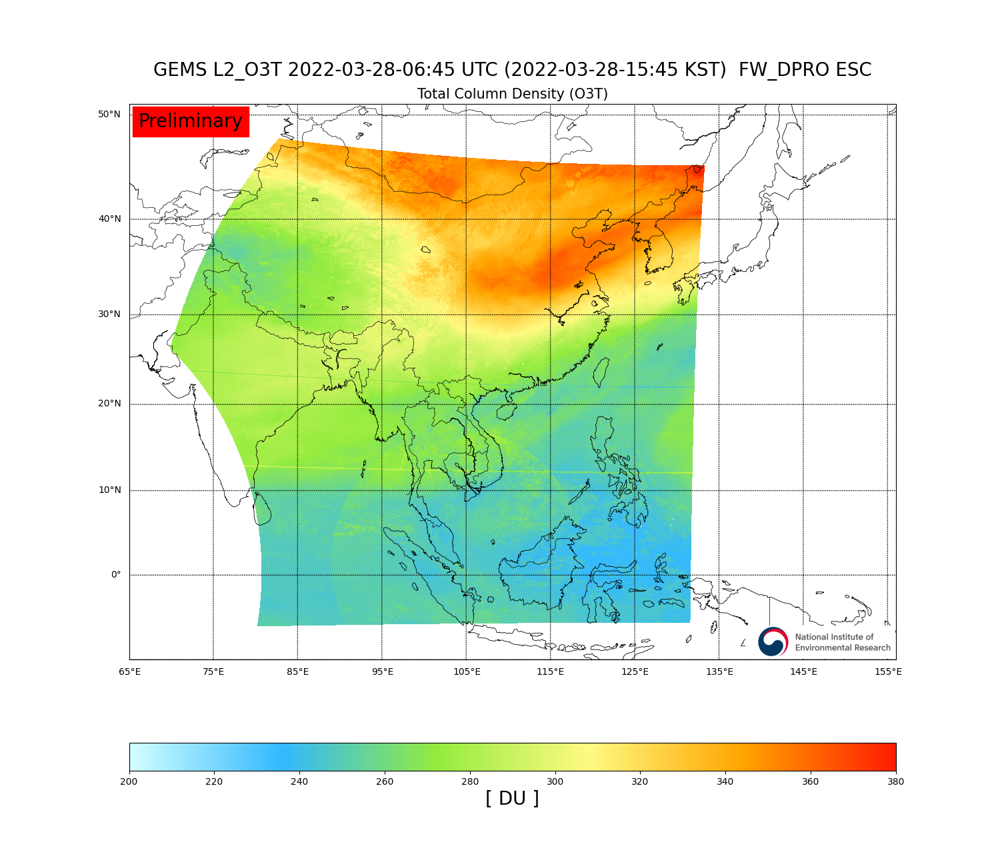 GEMS L2_O3T 2022-03-28-06:45 UTC (2022-03-28-15:45 KST)  FW_DPRO ESC
Total Column Density (O3T)
Preliminary
50°N
40°N
30°N
20°N
10°N
0°
National Institute of
Environmental Research
65°E 75°E 85°E 95°E 105°E 115°E 125°E 135°E 145°E 155°E
200 220 240 260 280 300 320 340 360 380
[ DU ]